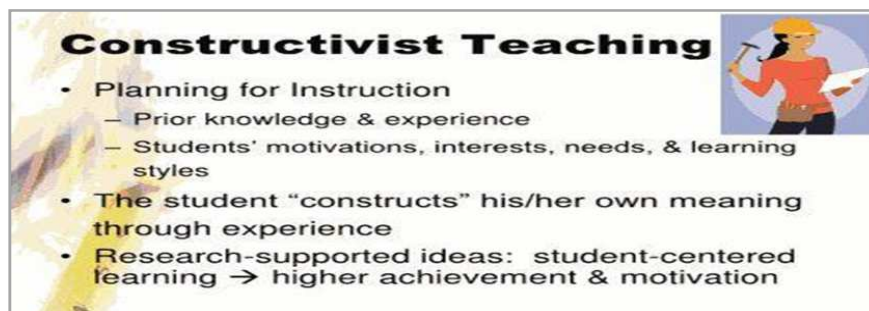 Constructivist Teaching
• Planning for Instruction
– Prior knowledge & experience
– Students' motivations, interests, needs, & learning
styles
• The student “constructs” his/her own meaning
through experience
• Research-supported ideas: student-centered
learning → higher achievement & motivation